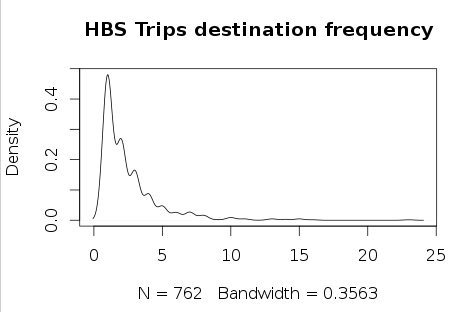 HBS Trips destination frequency
Density
0.4
0.2
0.0
0 5 10 15 20 25
N = 762 Bandwidth = 0.3563